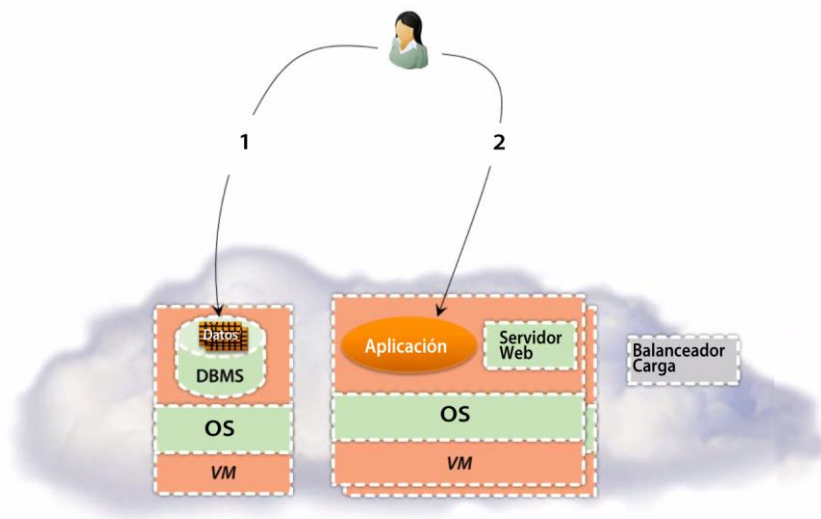 1
2
Datos
DBMS
OS
VM
Aplicación
Servidor
Web
OS
VM
Balanceador
Carga